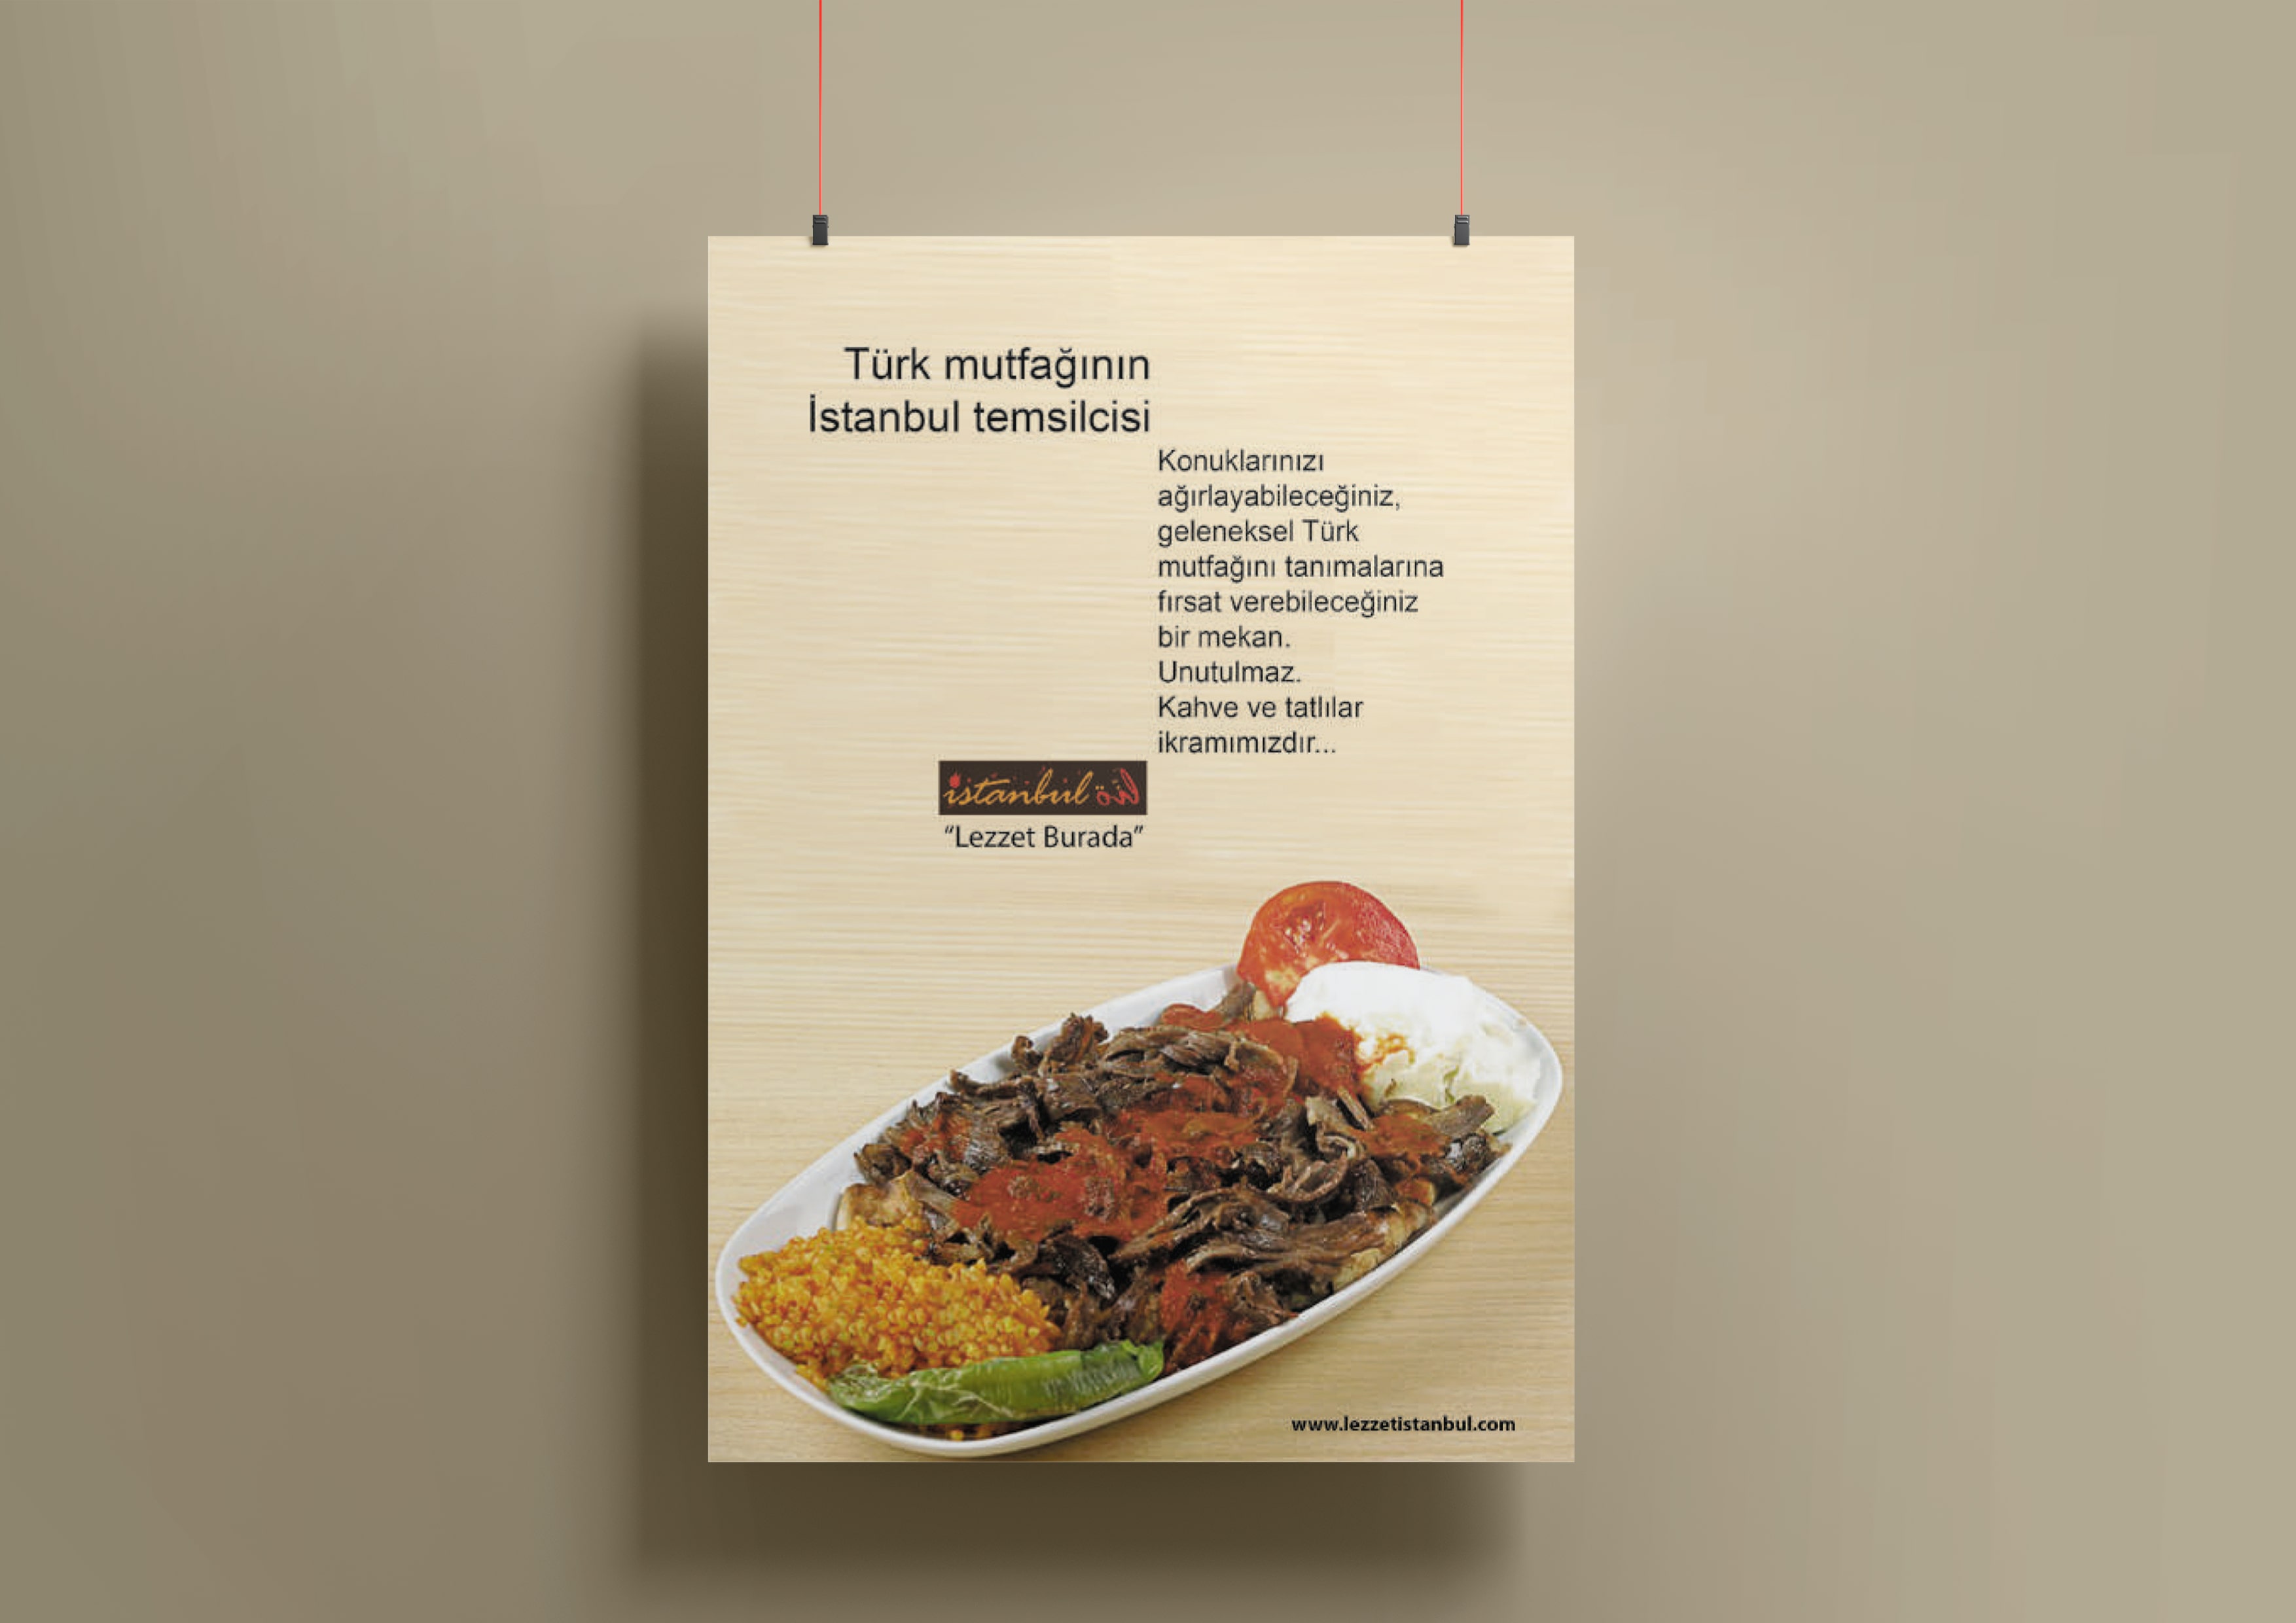 Türk mutfağının
İstanbul temsilcisi
Konuklarınızı
ağırlayabileceğiniz,
geleneksel Türk
mutfağını tanımalarına
fırsat verebileceğiniz
bir mekan.
Unutulmaz.
Kahve ve tatlılar
ikramımızdır...
istanbul
“Lezzet Burada”
www.lezzetistanbul.com